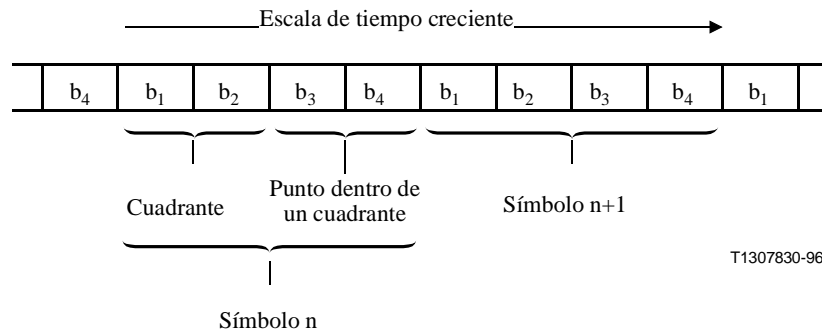 Escala de tiempo creciente
b4 b1 b2 b3 b4 b1 b2 b3 b4 b1
Cuadrante
Punto dentro de
un cuadrante
Símbolo n+1
T1307830-96
Símbolo n